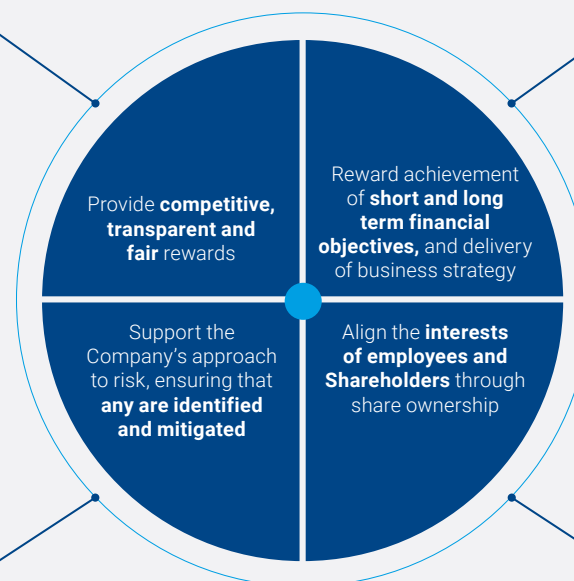 Provide competitive,
transparent and
fair rewards
Reward achievement
of short and long
term financial
objectives, and delivery
of business strategy
Support the
Company's approach
to risk, ensuring that
any are identified
and mitigated
Align the interests
of employees and
Shareholders through
share ownership